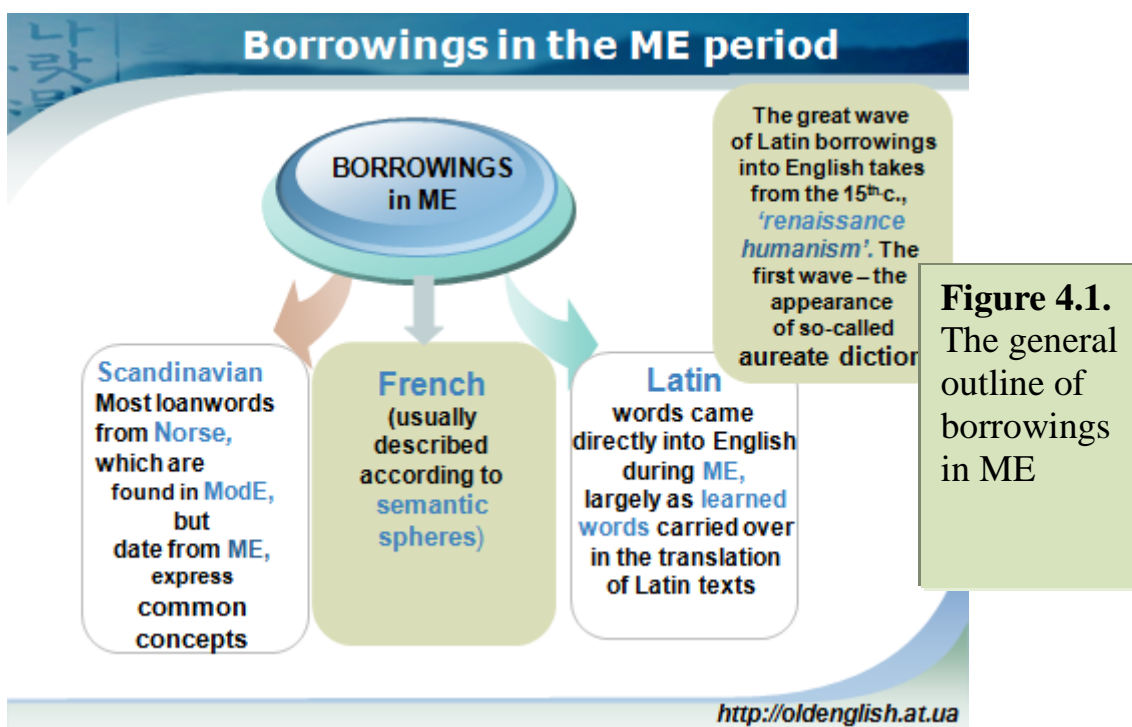 나
랏
말
Borrowings in the ME period
BORROWINGS
in ME
The great wave
of Latin borrowings
into English takes
from the 15th c.,
‘renaissance
humanism’. The
first wave – the
appearance
of so-called
aureate diction
Scandinavian
Most loanwords
from Norse,
which are
found in ModE,
but
date from ME,
express
common
concepts
French
(usually
described
according to
semantic
spheres)
Latin
words came
directly into English
during ME,
largely as learned
words carried over
in the translation
of Latin texts
Figure 4.1.
The general
outline of
borrowings
in ME
http://oldenglish.at.ua